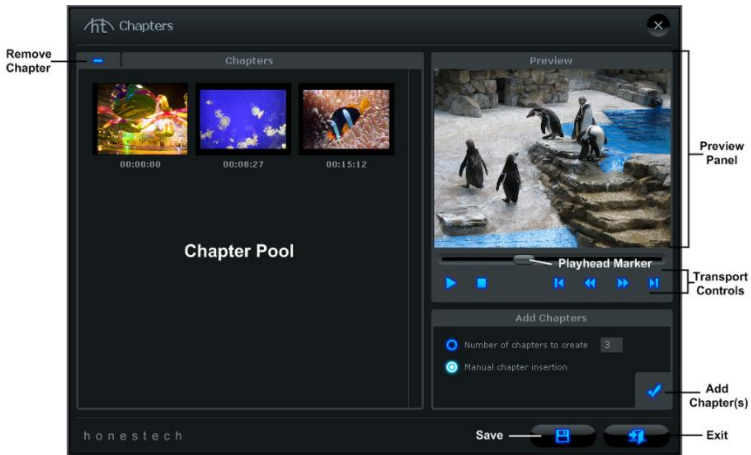 ht Chapters
Remove
Chapter
Chapters
Preview
00:00:00
00:08:27
00:15:12
Preview
Panel
Chapter Pool
Playhead Marker
Transport
Controls
Add Chapters
Number of chapters to create 3
Manual chapter insertion
Add
Chapter(s)
honestech
Save
Exit